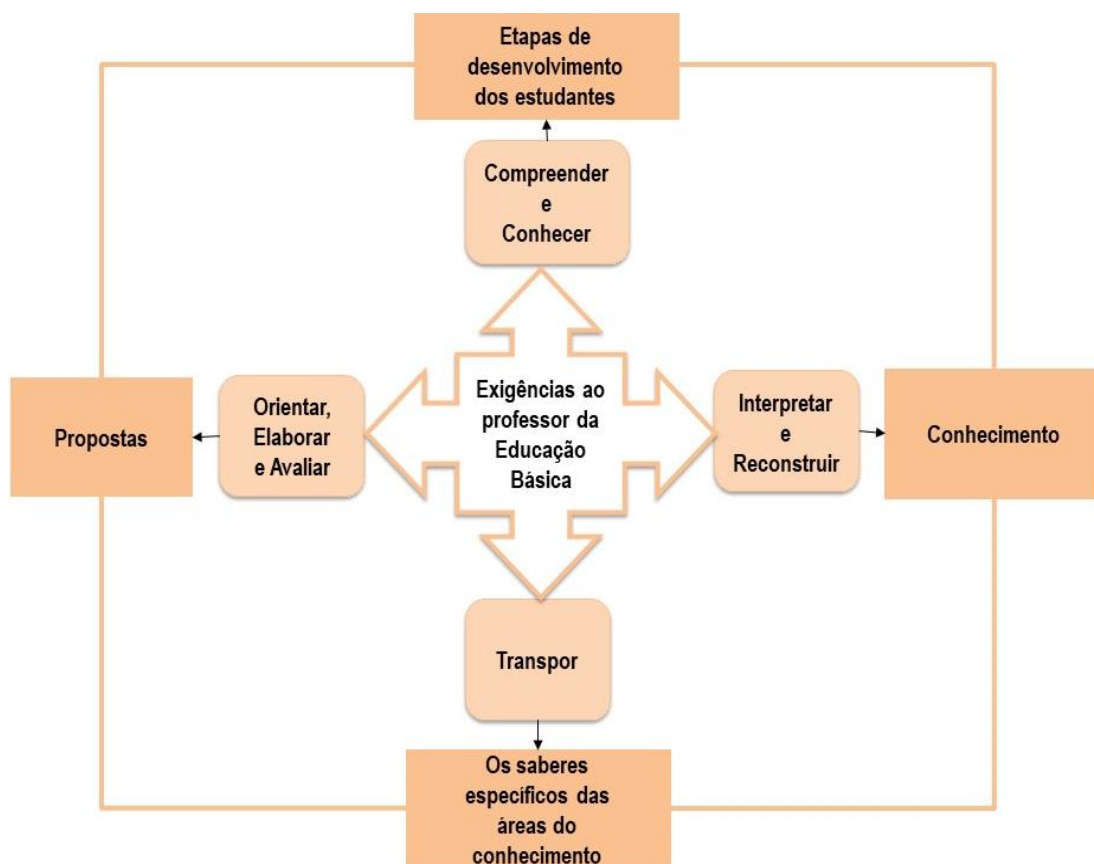 Etapas de
desenvolvimento
dos estudantes
Compreender
e
Conhecer
Propostas
Orientar,
Elaborar
e Avaliar
Exigências ao
professor da
Educação
Básica
Interpretar
e
Reconstruir
Conhecimento
Transpor
Os saberes
específicos das
áreas do
conhecimento